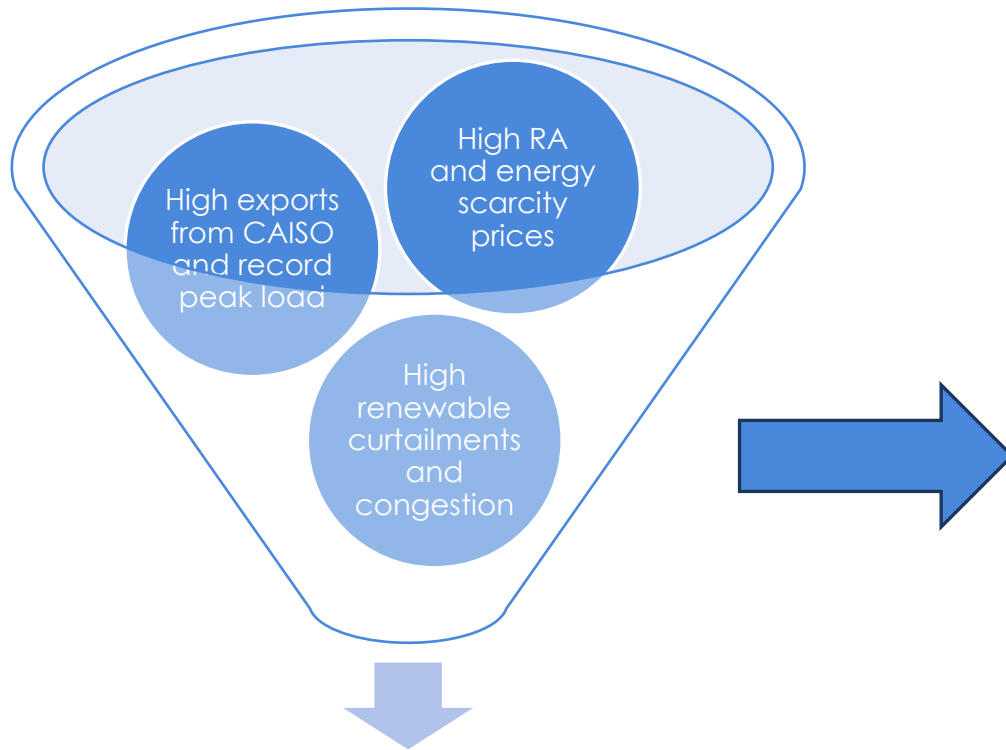 High exports
from CAISO
and record
peak load
High RA
and energy
scarcity
prices
High
renewable
curtailments
and
congestion